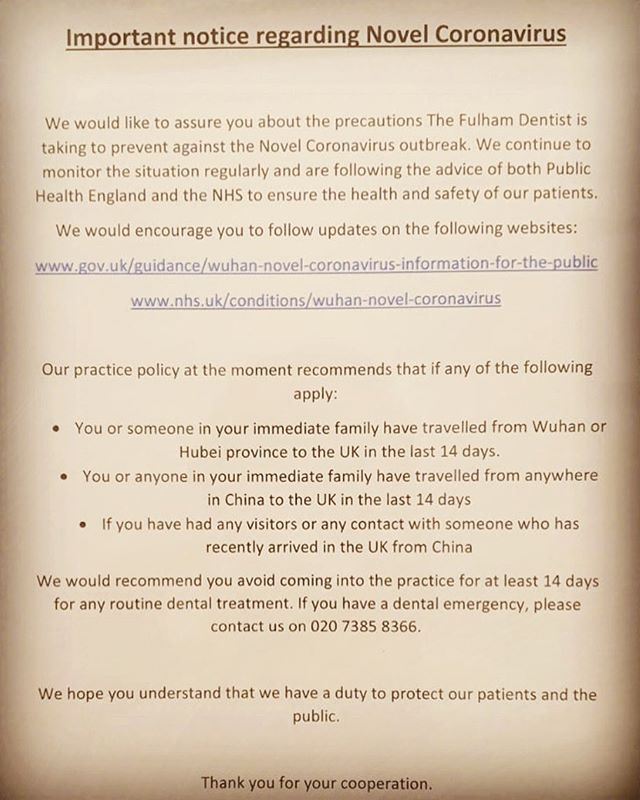 Important notice regarding Novel Coronavirus
We would like to assure you about the precautions The Fulham Dentist is
taking to prevent against the Novel Coronavirus outbreak. We continue to
monitor the situation regularly and are following the advice of both Public
Health England and the NHS to ensure the health and safety of our patients.
We would encourage you to follow updates on the following websites:
www.gov.uk/guidance/wuhan-novel-coronavirus-information-for-the-public
www.nhs.uk/conditions/wuhan-novel-coronavirus
Our practice policy at the moment recommends that if any of the following
apply:
• You or someone in your immediate family have travelled from Wuhan or
Hubei province to the UK in the last 14 days.
• You or anyone in your immediate family have travelled from anywhere
in China to the UK in the last 14 days
• If you have had any visitors or any contact with someone who has
recently arrived in the UK from China
We would recommend you avoid coming into the practice for at least 14 days
for any routine dental treatment. If you have a dental emergency, please
contact us on 020 7385 8366.
We hope you understand that we have a duty to protect our patients and the
public.
Thank you for your cooperation.